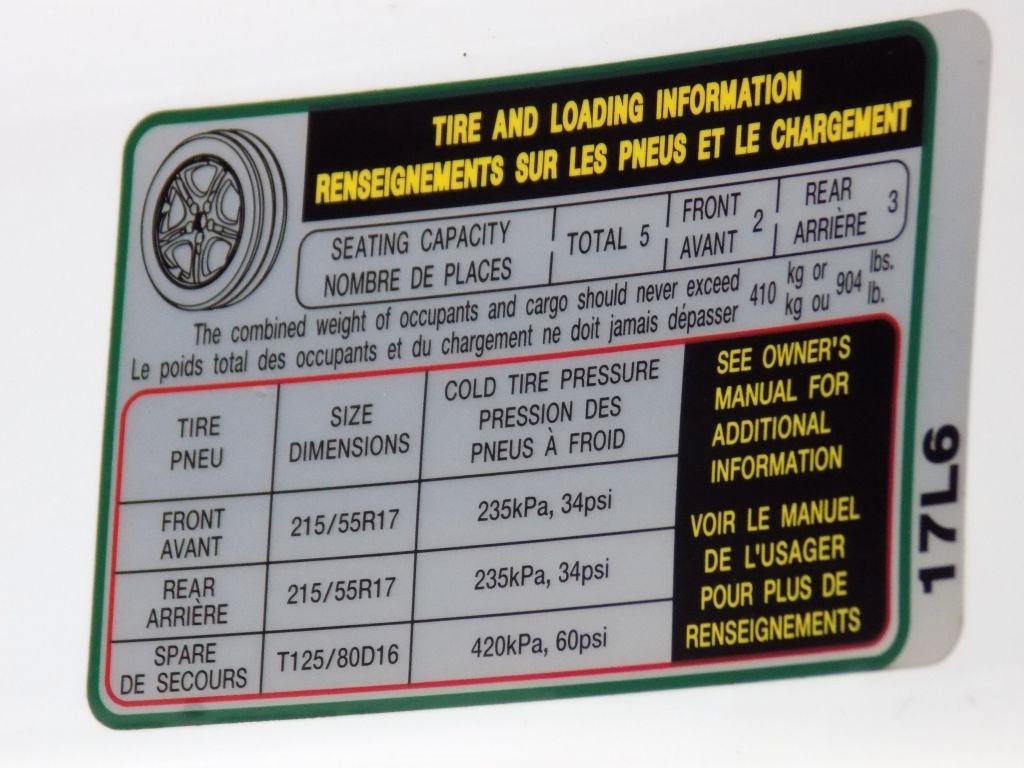 TIRE AND LOADING INFORMATION
RENSEIGNEMENTS SUR LES PNEUS ET LE CHARGEMENT
SEATING CAPACITY
NOMBRE DE PLACES
TOTAL 5
FRONT
AVANT
2
REAR
ARRIÈRE
3
The combined weight of occupants and cargo should never exceed
Le poids total des occupants et du chargement ne doit jamais dépasser
410
kg or
kg ou
904
lbs.
lb.
TIRE
PNEU
SIZE
DIMENSIONS
COLD TIRE PRESSURE
PRESSION DES
PNEUS À FROID
FRONT
AVANT
215/55R17
235kPa, 34psi
REAR
ARRIÈRE
215/55R17
235kPa, 34psi
SPARE
DE SECOURS
T125/80D16
420kPa, 60psi
SEE OWNER'S
MANUAL FOR
ADDITIONAL
INFORMATION
VOIR LE MANUEL
DE L'USAGER
POUR PLUS DE
RENSEIGNEMENTS
17L6